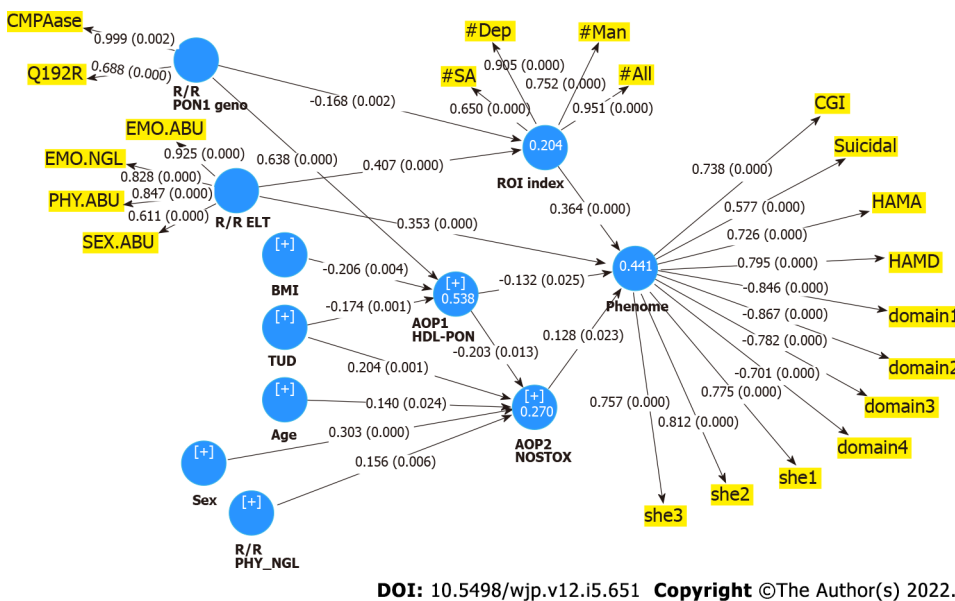 CMPAase
0.999 (0.002)
Q192R
0.688 (0.000)
R/R
PON1 geno
EMO.ABU
0.925 (0.000)
EMO.NGL
0.828 (0.000)
PHY.ABU
0.847 (0.000)
0.611 (0.000)
SEX.ABU
R/R ELT
-0.168 (0.002)
0.638 (0.000)
0.407 (0.000)
0.353 (0.000)
#Dep
#Man
#SA
#All
0.905 (0.000)
0.752 (0.000)
0.650 (0.000)
0.951 (0.000)
0.204
ROI index
0.364 (0.000)
[+]
BMI
-0.206 (0.004)
[+]
TUD
-0.174 (0.001)
0.204 (0.001)
[+]
Age
0.140 (0.024)
[+]
Sex
0.303 (0.000)
[+]
R/R
PHY_NGL
0.156 (0.006)
[+]
0.538
AOP1
HDL-PON
-0.132 (0.025)
-0.203 (0.013)
[+]
0.270
AOP2
NOSTOX
0.128 (0.023)
0.441
Phenome
CGI
0.738 (0.000)
Suicidal
0.577 (0.000)
HAMA
0.726 (0.000)
HAMD
0.795 (0.000)
-0.846 (0.000)
domain1
-0.867 (0.000)
domain2
-0.782 (0.000)
domain3
-0.701 (0.000)
domain4
0.775 (0.000)
she1
0.812 (0.000)
she2
0.757 (0.000)
she3
DOI: 10.5498/wjp.v12.i5.651 Copyright ©The Author(s) 2022.